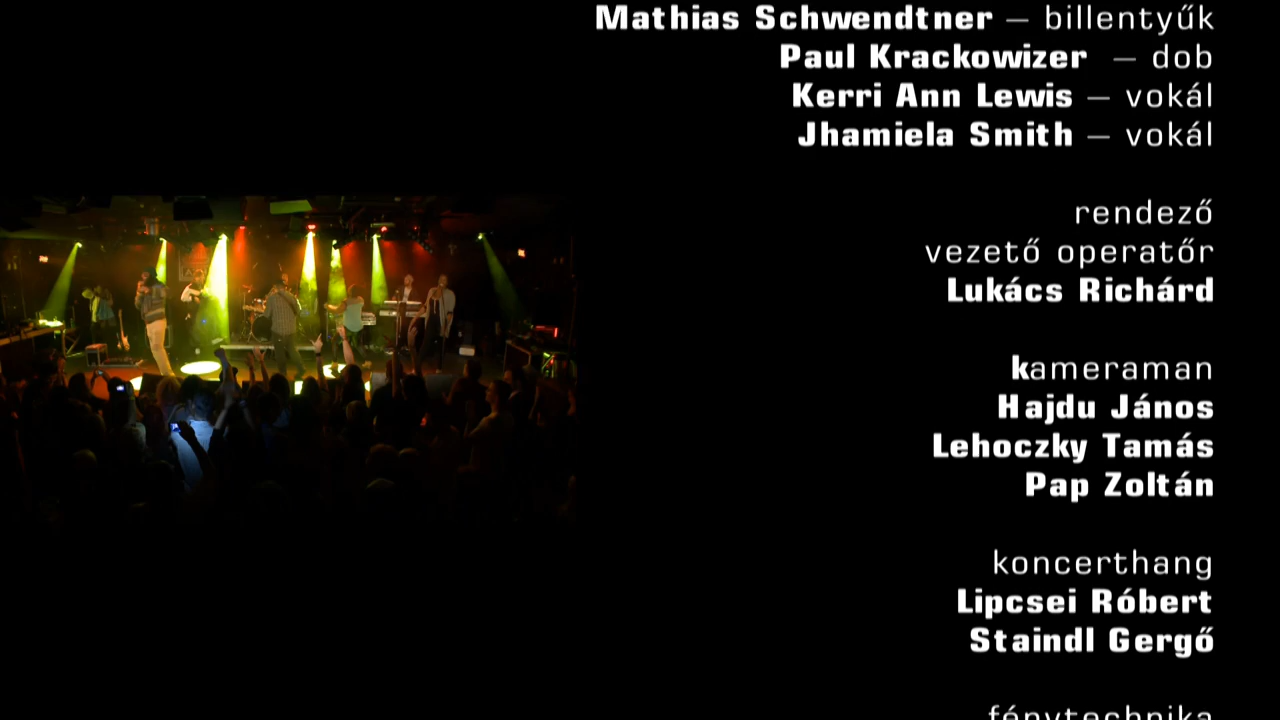 Mathias Schwendtner – billentyűk
Paul Krackowizer – dob
Kerri Ann Lewis – vokál
Jhamiela Smith – vokál
rendező
vezető operatőr
Lukács Richárd
kameraman
Hajdu János
Lehoczky Tamás
Pap Zoltán
koncerthang
Lipcsei Róbert
Staindl Gergő
fénytechnika